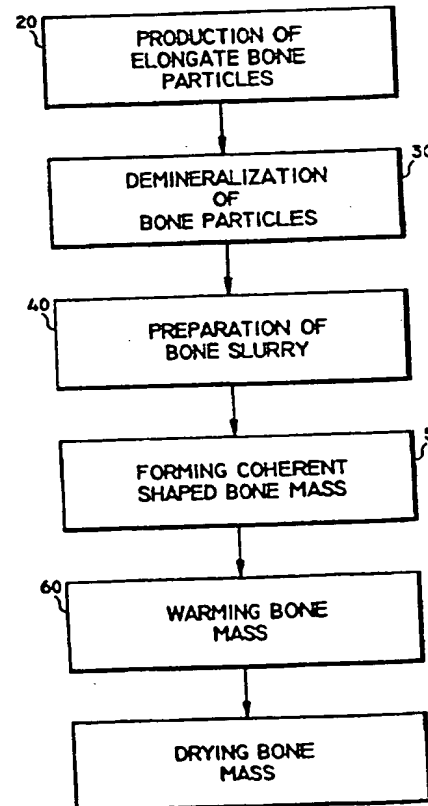 20
PRODUCTION OF
ELONGATE BONE
PARTICLES
30
DEMINERALIZATION
OF
BONE PARTICLES
40
PREPARATION OF
BONE SLURRY
FORMING COHERENT
SHAPED BONE MASS
60
WARMING BONE
MASS
DRYING BONE
MASS